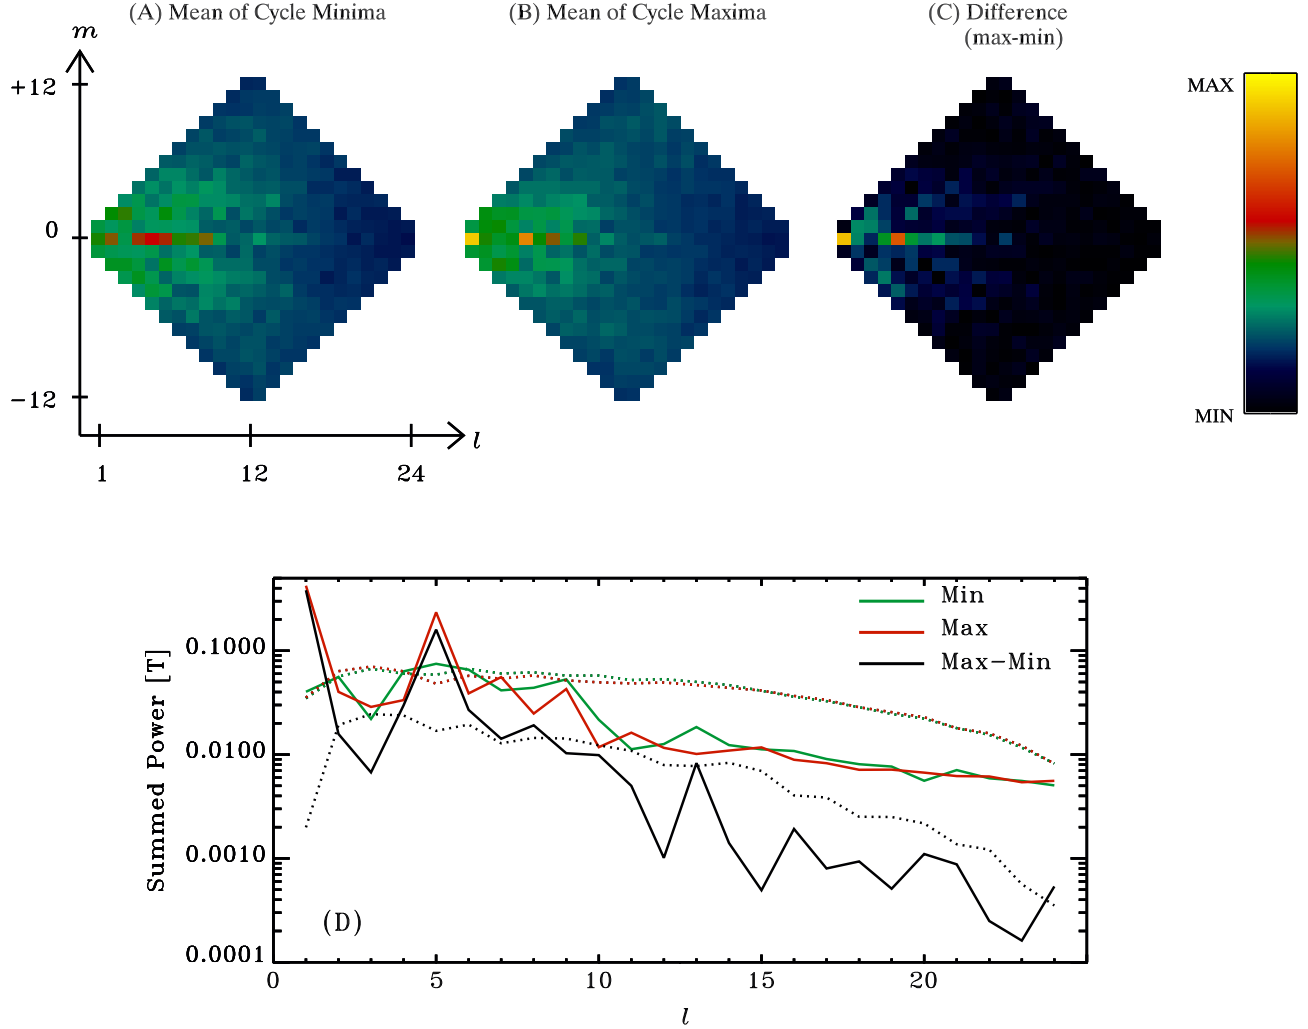 (A) Mean of Cycle Minima
(B) Mean of Cycle Maxima
(C) Difference
(max-min)
m
+12
0
−12
1
12
24
l
MAX
MIN
Summed Power [T]
0.1000
0.0100
0.0010
0.0001
Min
Max
Max−Min
(D)
0
5
10
15
20
l